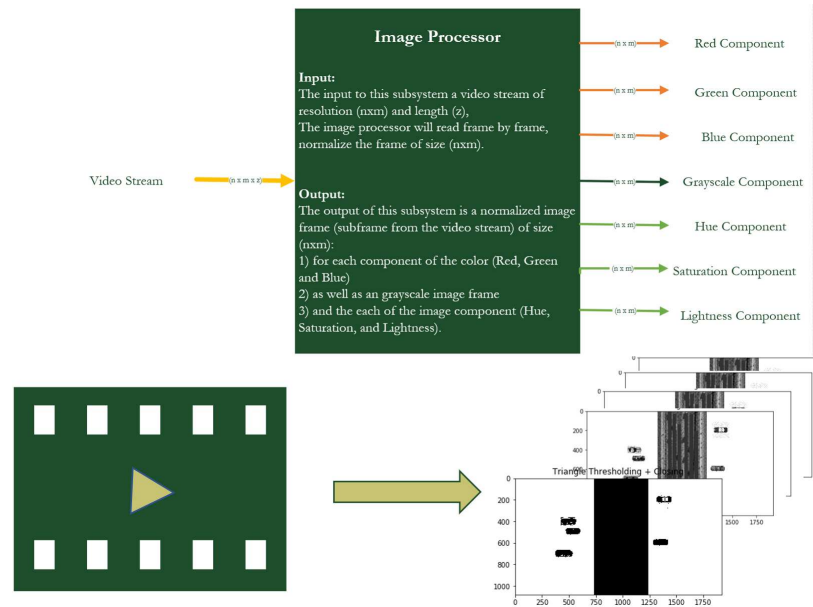 Image Processor
Input:
The input to this subsystem a video stream of
resolution (nxm) and length (z),
The image processor will read frame by frame,
normalize the frame of size (nxm).
Output:
The output of this subsystem is a normalized image
frame (subframe from the video stream) of size
(nxm):
1) for each component of the color (Red, Green
and Blue)
2) as well as an grayscale image frame
3) and the each of the image component (Hue,
Saturation, and Lightness).
Video Stream
(n x m x z)
(n x m)
Red Component
(n x m)
Green Component
(n x m)
Blue Component
(n x m)
Grayscale Component
(n x m)
Hue Component
(n x m)
Saturation Component
(n x m)
Lightness Component
0
0
0
0
200
400
600
1500 1750
Triangle Thresholding + Closing
0
200
400
600
800
1000
0 250 500 750 1000 1250 1500 1750